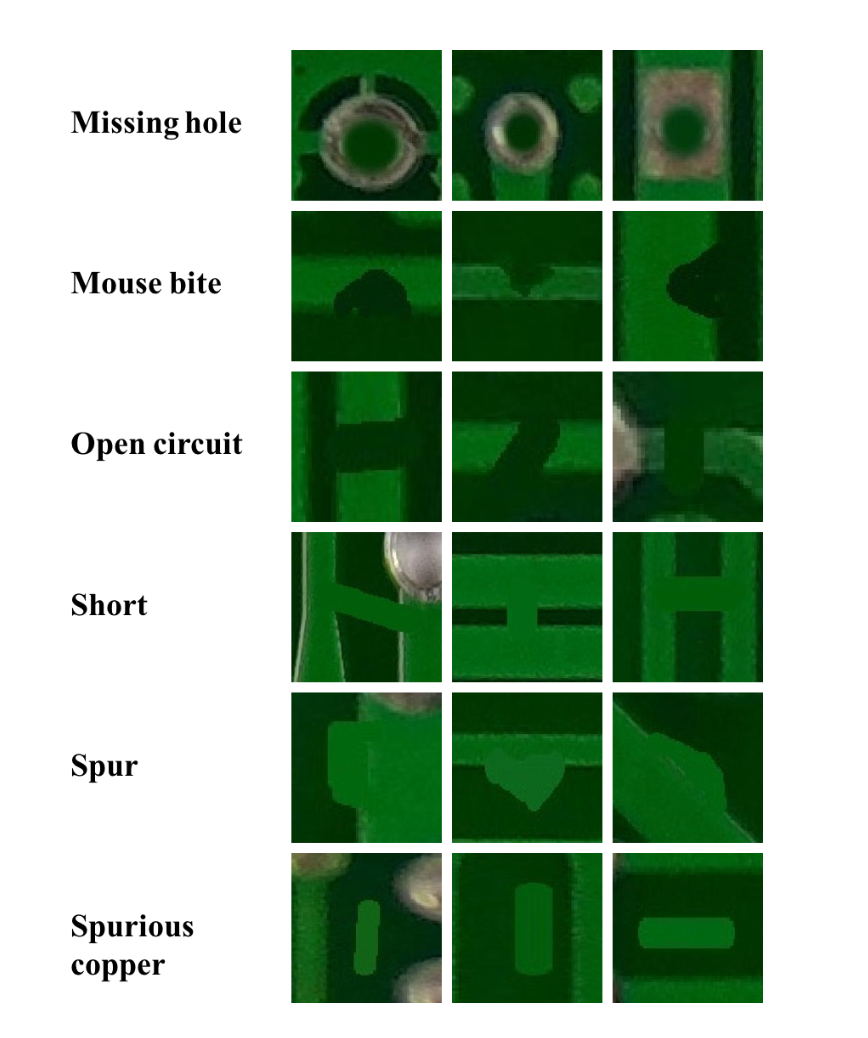 Missing hole
Mouse bite
Open circuit
Short
Spur
Spurious
copper